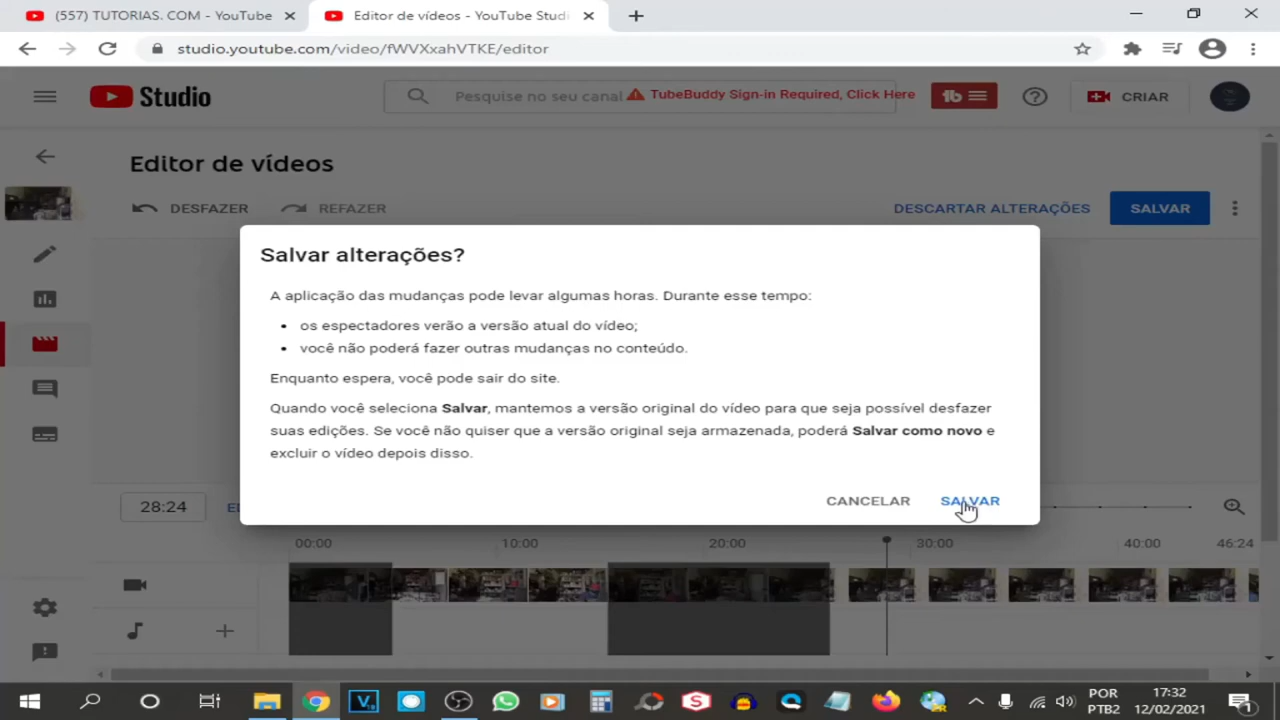 (557) TUTORIAS. COM - YouTube
Editor de vídeos - YouTube Studi
studio.youtube.com/video/fWVXxahVTKE/editor
Studio
Pesquise no seu canal
TubeBuddy Sign-in Required, Click Here
tb
CRIAR
Editor de vídeos
DESFAZER
REFAZER
DESCARTAR ALTERAÇÕES
SALVAR
Salvar alterações?
A aplicação das mudanças pode levar algumas horas. Durante esse tempo:
• os espectadores verão a versão atual do vídeo;
• você não poderá fazer outras mudanças no conteúdo.
Enquanto espera, você pode sair do site.
Quando você seleciona Salvar, mantemos a versão original do vídeo para que seja possível desfazer
suas edições. Se você não quiser que a versão original seja armazenada, poderá Salvar como novo e
excluir o vídeo depois disso.
CANCELAR
SALVAR
28:24
00:00
10:00
20:00
30:00
40:00
46:24
POR
PTB2
17:32
12/02/2021